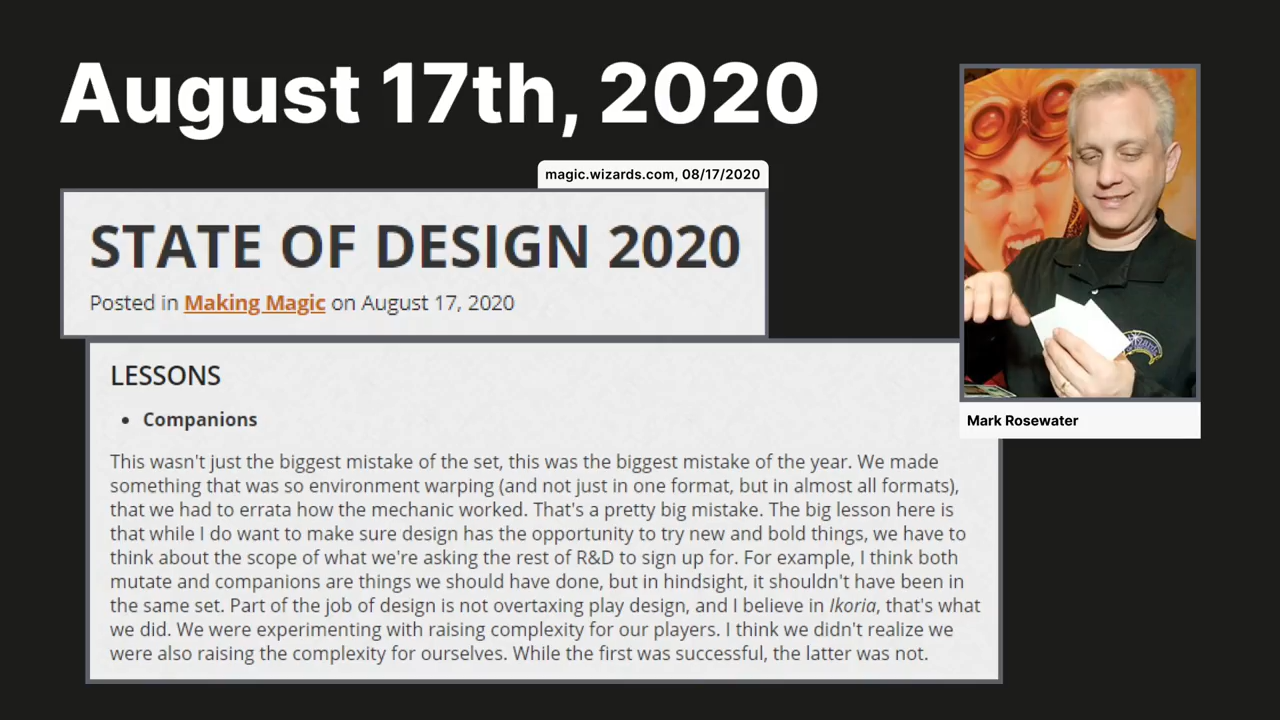 August 17th, 2020
magic.wizards.com, 08/17/2020
STATE OF DESIGN 2020
Posted in Making Magic on August 17, 2020
LESSONS
• Companions
This wasn't just the biggest mistake of the set, this was the biggest mistake of the year. We made
something that was so environment warping (and not just in one format, but in almost all formats),
that we had to errata how the mechanic worked. That's a pretty big mistake. The big lesson here is
that while I do want to make sure design has the opportunity to try new and bold things, we have to
think about the scope of what we're asking the rest of R&D to sign up for. For example, I think both
mutate and companions are things we should have done, but in hindsight, it shouldn't have been in
the same set. Part of the job of design is not overtaxing play design, and I believe in Ikoria, that's what
we did. We were experimenting with raising complexity for our players. I think we didn't realize we
were also raising the complexity for ourselves. While the first was successful, the latter was not.
Mark Rosewater